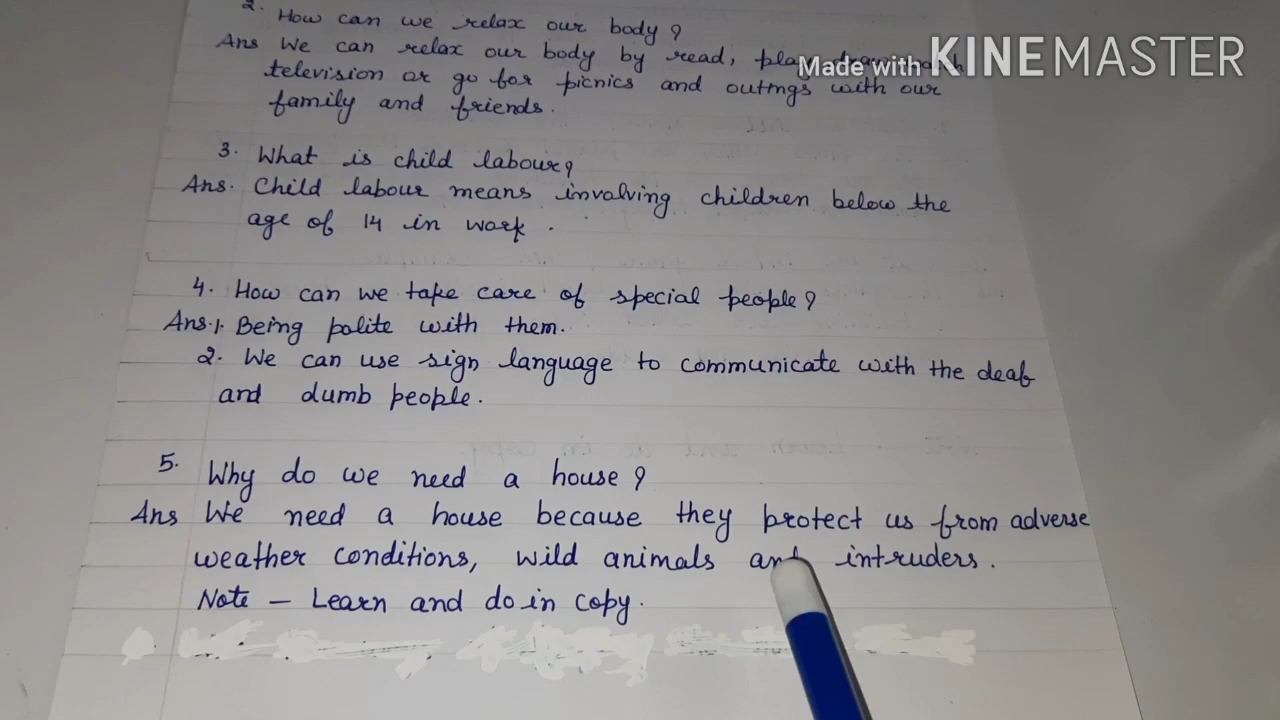 2. How can we relax our body?
Ans We can relax our body by read, play
Made with KINEMASTER
television or go for picnics and outings with our
family and friends.
3. What is child labour?
Ans. Child labour means involving children below the
age of 14 in work.
4. How can we take care of special people?
Ans. 1. Being polite with them.
2. We can use sign language to communicate with the deaf
and dumb people.
5. Why do we need a house?
Ans We need a house because they protect us from adverse
weather conditions, wild animals and intruders.
Note - Learn and do in copy.